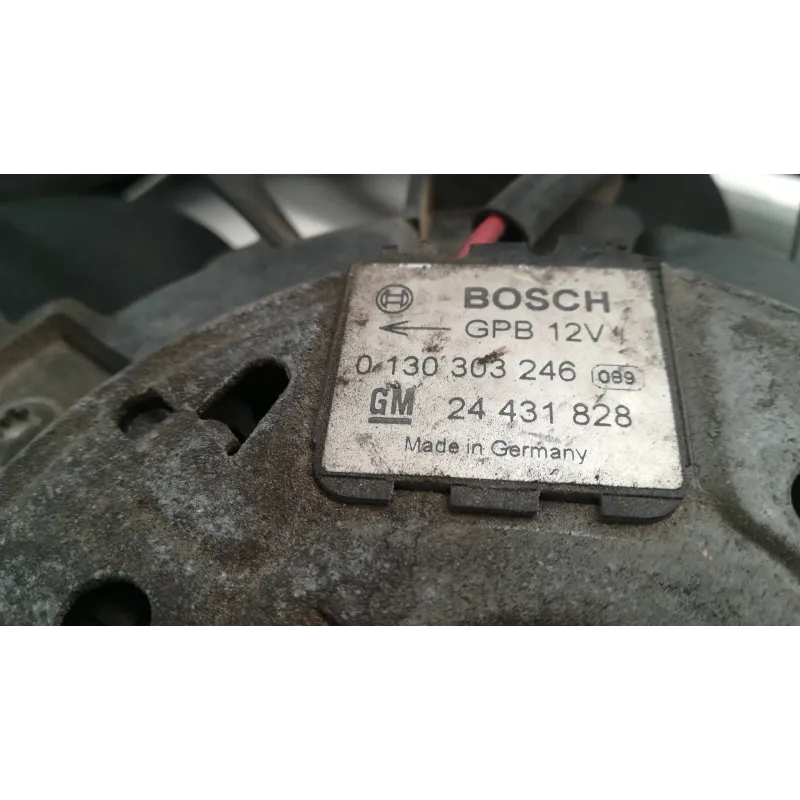 BOSCH
GPB 12V
0 130 303 246 089
GM 24 431 828
Made in Germany